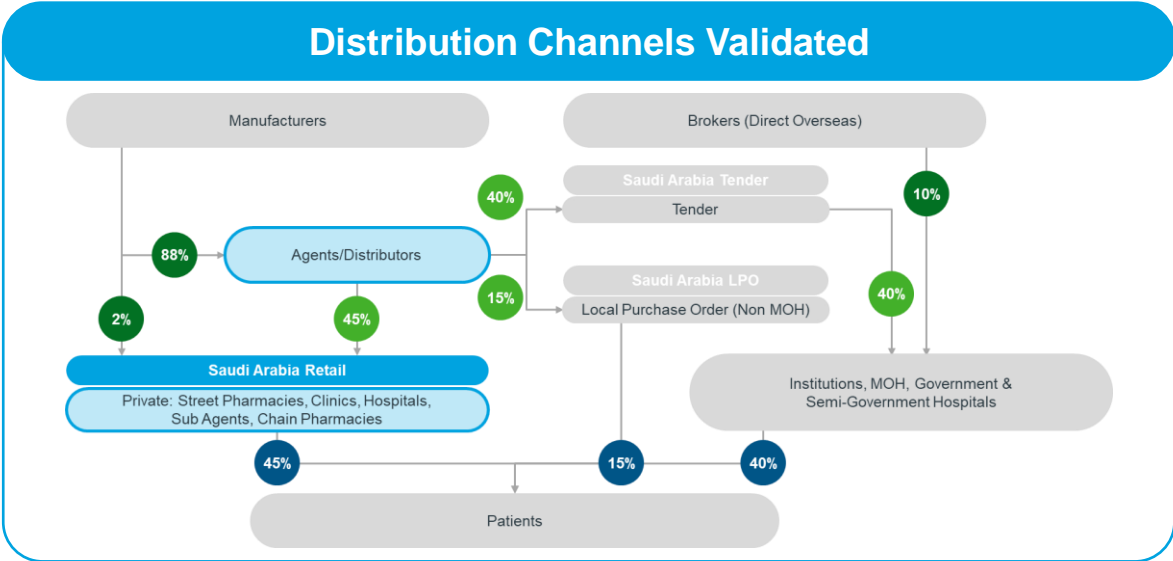 Distribution Channels Validated
Manufacturers
Brokers (Direct Overseas)
Saudi Arabia Tender
40%
10%
Tender
88%
Agents/Distributors
Saudi Arabia LPO
15%
40%
2%
45%
Local Purchase Order (Non MOH)
Saudi Arabia Retail
Private: Street Pharmacies, Clinics, Hospitals,
Sub Agents, Chain Pharmacies
Institutions, MOH, Government &
Semi-Government Hospitals
45%
15%
40%
Patients